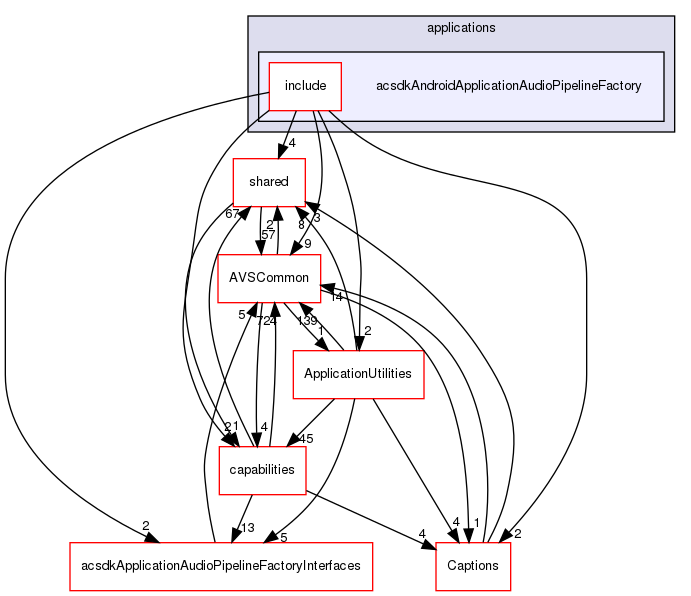 applications
include
acsdkAndroidApplicationAudioPipelineFactory
4
shared
67
2
8
3
57
9
AVSCommon
14
5
724
139
1
2
ApplicationUtilities
21
4
45
capabilities
2
13
5
4
4
1
2
acsdkApplicationAudioPipelineFactoryInterfaces
Captions